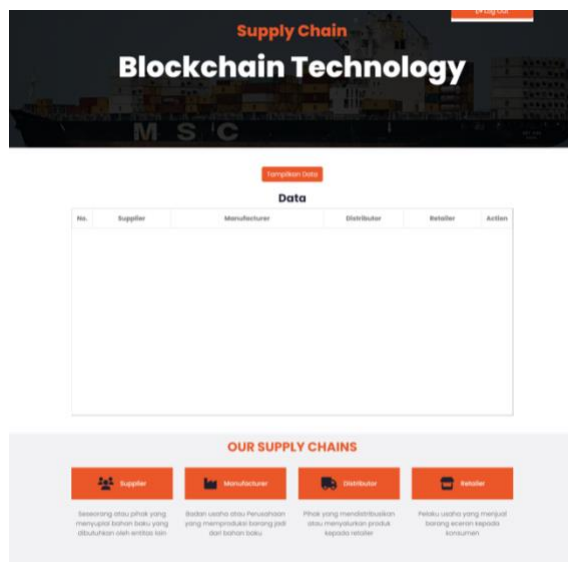 Log Out
Supply Chain
Blockchain Technology
M S C
Tampilkan Data
Data
No. Supplier Manufacturer Distributor Retailer Action
OUR SUPPLY CHAINS
Supplier Manufacturer Distributor Retailer
Seseorang atau pihak yang
menyuplai bahan baku yang
dibutuhkan oleh entitas lain
Badan usaha atau Perusahaan
yang memproduksi barang jadi
dari bahan baku
Pihak yang mendistribusikan
atau menyalurkan produk
kepada retailer
Pelaku usaha yang menjual
barang eceran kepada
konsumen